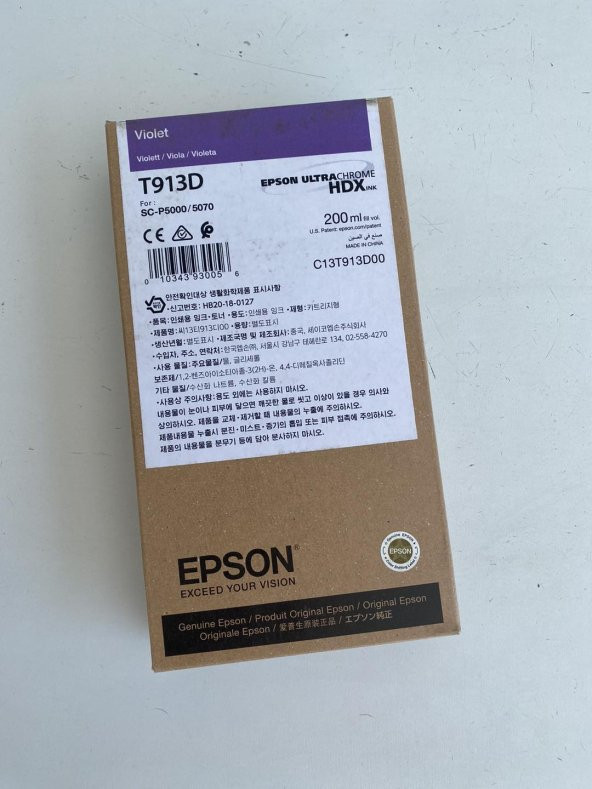 Violet
Violett / Viola / Violeta
T913D
For :
SC-P5000/5070
EPSON ULTRACHROME
HDX INK
200 ml fill vol.
U.S. Patent: epson.com/patent
صنع في الصين
MADE IN CHINA
C13T913D00
0 10343 93005 6
안전확인대상 생활화학제품 표시사항
•신고번호: HB20-18-0127
•품목: 인쇄용 잉크·토너 •용도: 인쇄용 잉크 •제형: 카트리지형
•제품명: 씨13티913디00 •용량: 별도표시
•생산년월: 별도표시 •제조국명 및 제조회사: 중국, 세이코엡손주식회사
•수입자, 주소, 연락처: 한국엡손㈜, 서울시 강남구 테헤란로 134, 02-558-4270
•사용 물질: 주요물질/물, 글리세롤
보존제/1,2-벤즈아이소티아졸-3(2H)-온, 4,4-디메틸옥사졸리딘
기타 물질/수산화 나트륨, 수산화 칼륨
•사용상 주의사항: 용도 외에는 사용하지 마시오.
내용물이 눈이나 피부에 닿으면 깨끗한 물로 씻고 이상이 있을 경우 의사와
상의하시오. 제품을 교체·제거할 때 내용물의 누출에 주의하시오.
제품내용물 누출시 분진·미스트·증기의 흡입 또는 피부 접촉에 주의하시오.
제품의 내용물을 분무기 등에 담아 분사하지 마시오.
EPSON®
EXCEED YOUR VISION
Genuine Epson
EPSON
Genuine Epson / Produit Original Epson / Original Epson
Originale Epson / 爱普生原装正品 / エプソン純正